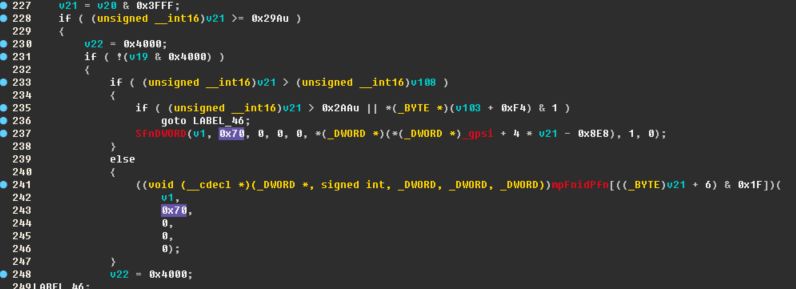 227 v21 = v20 & 0x3FFF;
228 if ( (unsigned __int16)v21 >= 0x29Au )
229 {
230 v22 = 0x4000;
231 if ( !(v19 & 0x4000) )
232 {
233 if ( (unsigned __int16)v21 > (unsigned __int16)v108 )
234 {
235 if ( (unsigned __int16)v21 > 0x2AAu || *(_BYTE *)(v103 + 0xF4) & 1 )
236 goto LABEL_46;
237 SfnDWORD(v1, 0x70, 0, 0, 0, *(_DWORD *)(*(_DWORD *)_gpsi + 4 * v21 - 0x8E8), 1, 0);
238 }
239 else
240 {
241 ((void (__cdecl *)(_DWORD *, signed int, _DWORD, _DWORD, _DWORD))mpFnidPfn[((_BYTE)v21 + 6) & 0x1F])(
242 v1,
243 0x70,
244 0,
245 0,
246 0);
247 }
248 v22 = 0x4000;
249 LABEL_46: